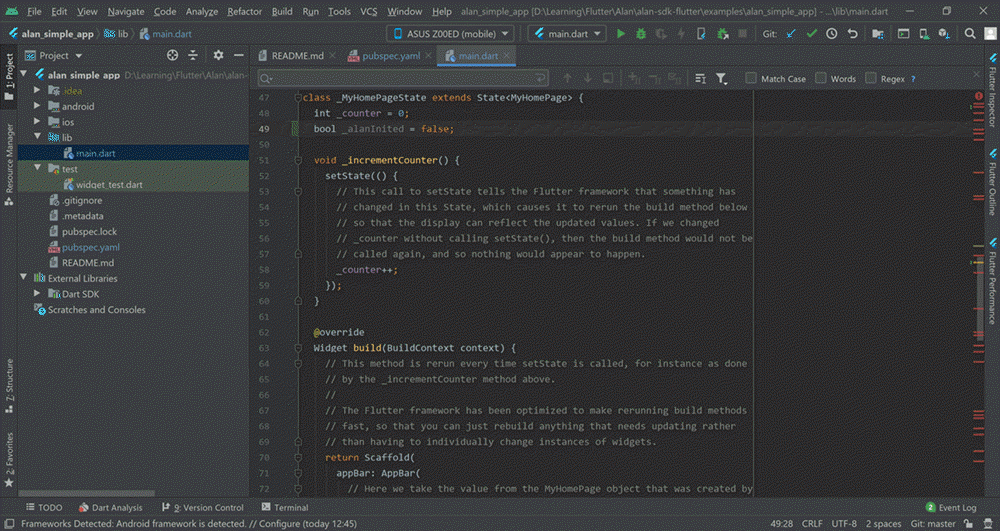 File Edit View Navigate Code Analyze Refactor Build Run Tools VCS Window Help alan_simple_app [D:\Learning\Flutter\Alan\alan-sdk-flutter\examples\alan_simple_app] - ...\lib\main.dart
alan_simple_app lib main.dart ASUS Z00ED (mobile) main.dart Git:
Project README.md pubspec.yaml main.dart
alan simple app D:\Learning\Flutter\Alan\alan-
.idea
android
ios
lib
main.dart
test
widget_test.dart
.gitignore
.metadata
pubspec.lock
pubspec.yaml
README.md
External Libraries
Dart SDK
Scratches and Consoles
1: Project
Resource Manager
Z: Structure
2: Favorites
Match Case Words Regex ?
47 class _MyHomePageState extends State<MyHomePage> {
48 int _counter = 0;
49 bool _alanInited = false;
50
51 void _incrementCounter() {
52 setState(() {
53 // This call to setState tells the Flutter framework that something has
54 // changed in this State, which causes it to rerun the build method below
55 // so that the display can reflect the updated values. If we changed
56 // _counter without calling setState(), then the build method would not be
57 // called again, and so nothing would appear to happen.
58 _counter++;
59 });
60 }
61
62 @override
63 Widget build(BuildContext context) {
64 // This method is rerun every time setState is called, for instance as done
65 // by the _incrementCounter method above.
66 //
67 // The Flutter framework has been optimized to make rerunning build methods
68 // fast, so that you can just rebuild anything that needs updating rather
69 // than having to individually change instances of widgets.
70 return Scaffold(
71 appBar: AppBar(
72 // Here we take the value from the MyHomePage object that was created by
Flutter Inspector
Flutter Outline
Flutter Performance
TODO Dart Analysis 9: Version Control Terminal 2 Event Log
Frameworks Detected: Android framework is detected. // Configure (today 12:45) 49:28 CRLF UTF-8 2 spaces Git: master